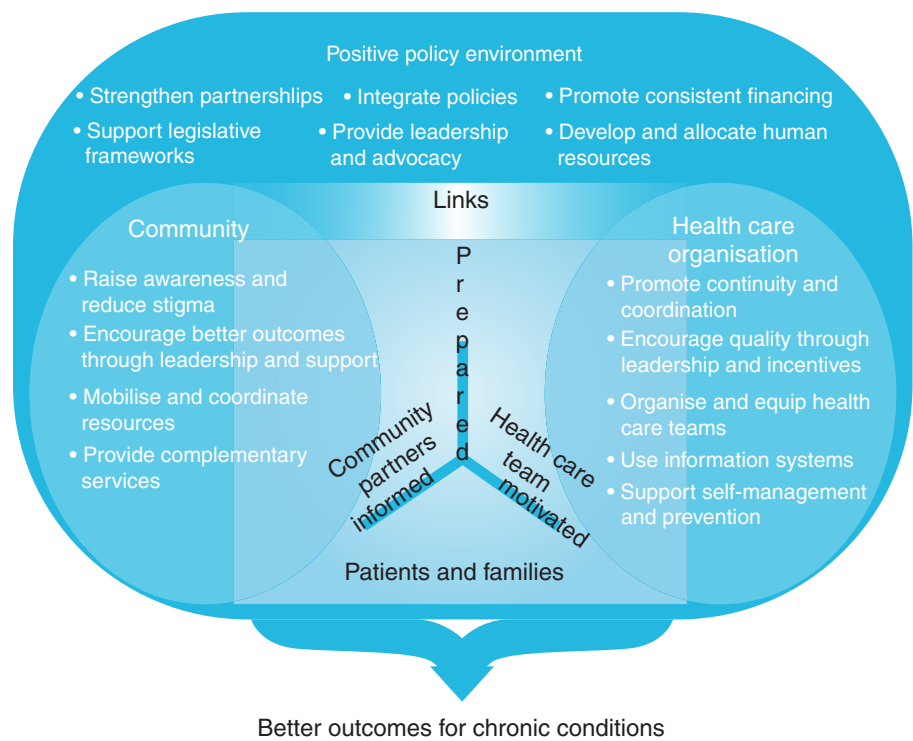 Positive policy environment
• Strengthen partnershlips • Integrate policies • Promote consistent financing
• Support legislative
frameworks
• Provide leadership
and advocacy
• Develop and allocate human
resources
Links
Community
• Raise awareness and
reduce stigma
• Encourage better outcomes
through leadership and support
• Mobilise and coordinate
resources
• Provide complementary
services
Prepared
Community
partners
informed
Health care
team
motivated
Patients and families
Health care
organisation
• Promote continuity and
coordination
• Encourage quality through
leadership and incentives
• Organise and equip health
care teams
• Use information systems
• Support self-management
and prevention
Better outcomes for chronic conditions